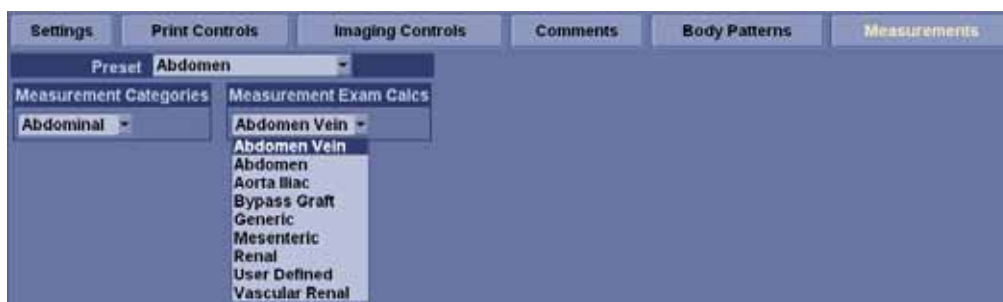 Settings Print Controls Imaging Controls Comments Body Patterns Measurements
Preset Abdomen
Measurement Categories Measurement Exam Calcs
Abdominal Abdomen Vein
Abdomen Vein
Abdomen
Aorta Iliac
Bypass Graft
Generic
Mesenteric
Renal
User Defined
Vascular Renal